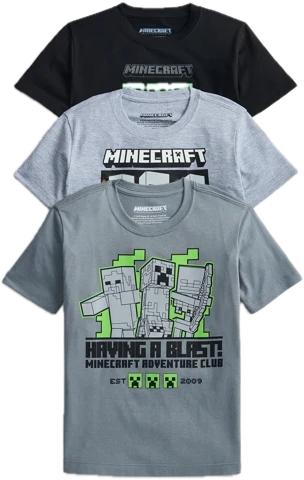 MINECRAFT
MINECRAFT
MINECRAFT
MINECRAFT
MINECRAFT
HAVING A BLAST!
MINECRAFT ADVENTURE CLUB
EST 2009